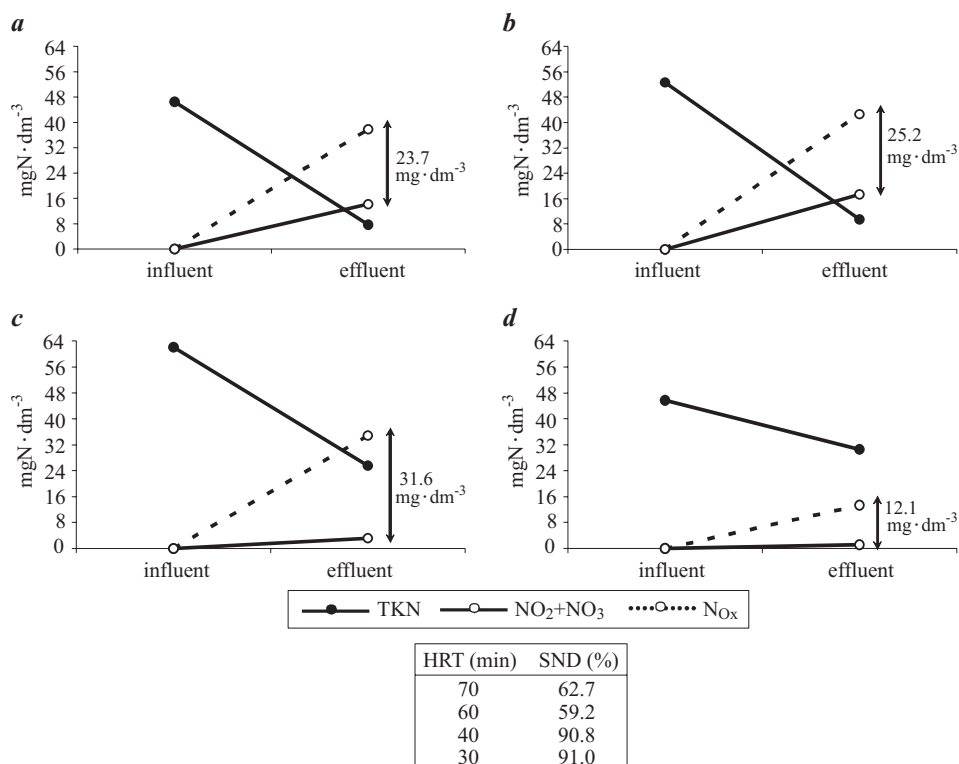 a
mgN·dm⁻³
64
56
48
40
32
24
16
8
0
23.7
mg·dm⁻³
influent effluent
b
mgN·dm⁻³
64
56
48
40
32
24
16
8
0
25.2
mg·dm⁻³
influent effluent
c
mgN·dm⁻³
64
56
48
40
32
24
16
8
0
31.6
mg·dm⁻³
influent effluent
d
mgN·dm⁻³
64
56
48
40
32
24
16
8
0
12.1
mg·dm⁻³
influent effluent
TKN NO₂+NO₃ N_Ox
HRT (min) SND (%)
70 62.7
60 59.2
40 90.8
30 91.0